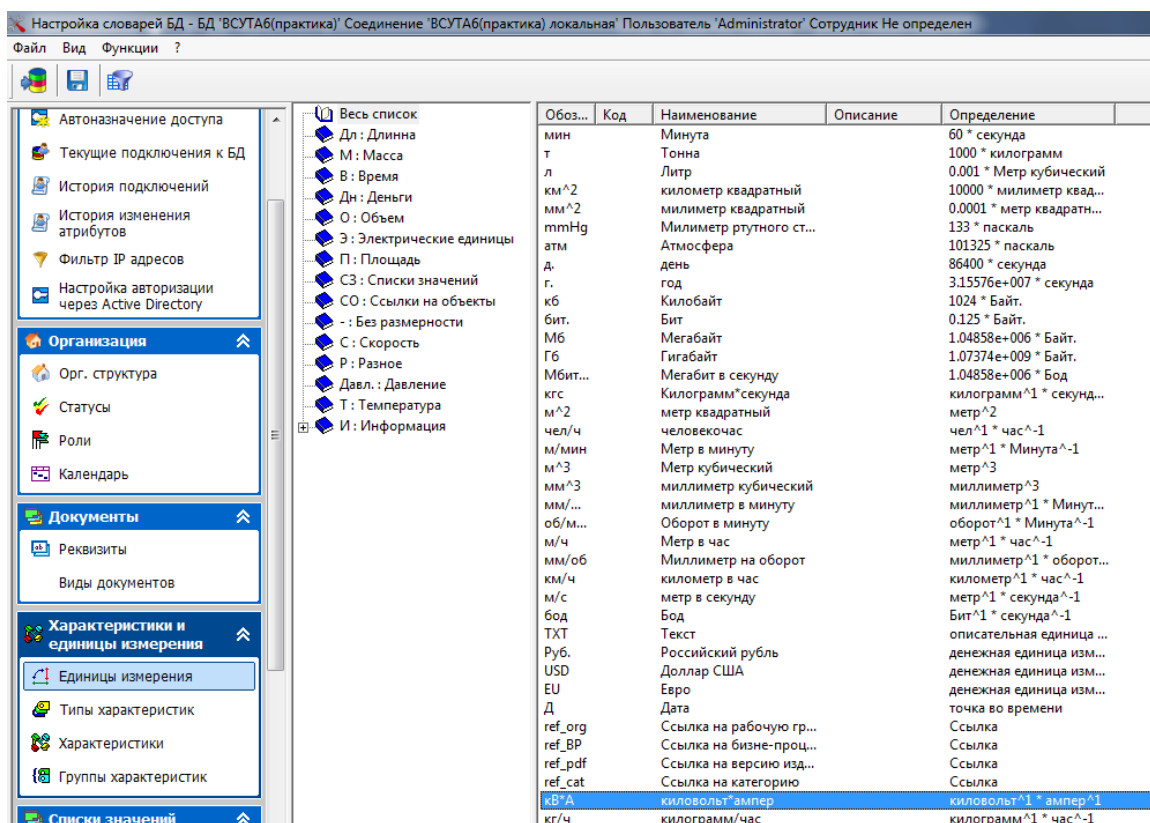 Настройка словарей БД - БД 'ВСУТА6(практика)' Соединение 'ВСУТА6(практика) локальная' Пользователь 'Administrator' Сотрудник Не определен
Файл Вид Функции ?
Автоназначение доступа
Текущие подключения к БД
История подключений
История изменения
атрибутов
Фильтр IP адресов
Настройка авторизации
через Active Directory
Организация
Орг. структура
Статусы
Роли
Календарь
Документы
Реквизиты
Виды документов
Характеристики и
единицы измерения
Единицы измерения
Типы характеристик
Характеристики
Группы характеристик
Списки значений
Весь список
Дл : Длинна
М : Масса
В : Время
Дн : Деньги
О : Объем
Э : Электрические единицы
П : Площадь
СЗ : Списки значений
СО : Ссылки на объекты
- : Без размерности
С : Скорость
Р : Разное
Давл. : Давление
Т : Температура
И : Информация
Обоз... Код Наименование Описание Определение
мин Минута 60 * секунда
т Тонна 1000 * килограмм
л Литр 0.001 * Метр кубический
км^2 километр квадратный 10000 * милиметр квад...
мм^2 милиметр квадратный 0.0001 * метр квадратн...
mmHg Милиметр ртутного ст... 133 * паскаль
атм Атмосфера 101325 * паскаль
д. день 86400 * секунда
г. год 3.15576e+007 * секунда
кб Килобайт 1024 * Байт.
бит. Бит 0.125 * Байт.
Мб Мегабайт 1.04858e+006 * Байт.
Гб Гигабайт 1.07374e+009 * Байт.
Мбит... Мегабит в секунду 1.04858e+006 * Бод
кгс Килограмм*секунда килограмм^1 * секунд...
м^2 метр квадратный метр^2
чел/ч человекочас чел^1 * час^-1
м/мин Метр в минуту метр^1 * Минута^-1
м^3 Метр кубический метр^3
мм^3 миллиметр кубический миллиметр^3
мм/... миллиметр в минуту миллиметр^1 * Минут...
об/м... Оборот в минуту оборот^1 * Минута^-1
м/ч Метр в час метр^1 * час^-1
мм/об Миллиметр на оборот миллиметр^1 * оборот...
км/ч километр в час километр^1 * час^-1
м/с метр в секунду метр^1 * секунда^-1
бод Бод Бит^1 * секунда^-1
TXT Текст описательная единица ...
Руб. Российский рубль денежная единица изм...
USD Доллар США денежная единица изм...
EU Евро денежная единица изм...
Д Дата точка во времени
ref_org Ссылка на рабочую гр... Ссылка
ref_BP Ссылка на бизне-проц... Ссылка
ref_pdf Ссылка на версию изд... Ссылка
ref_cat Ссылка на категорию Ссылка
кВ*А киловольт*ампер киловольт^1 * ампер^1
кг/ч килограмм/час килограмм^1 * час^-1